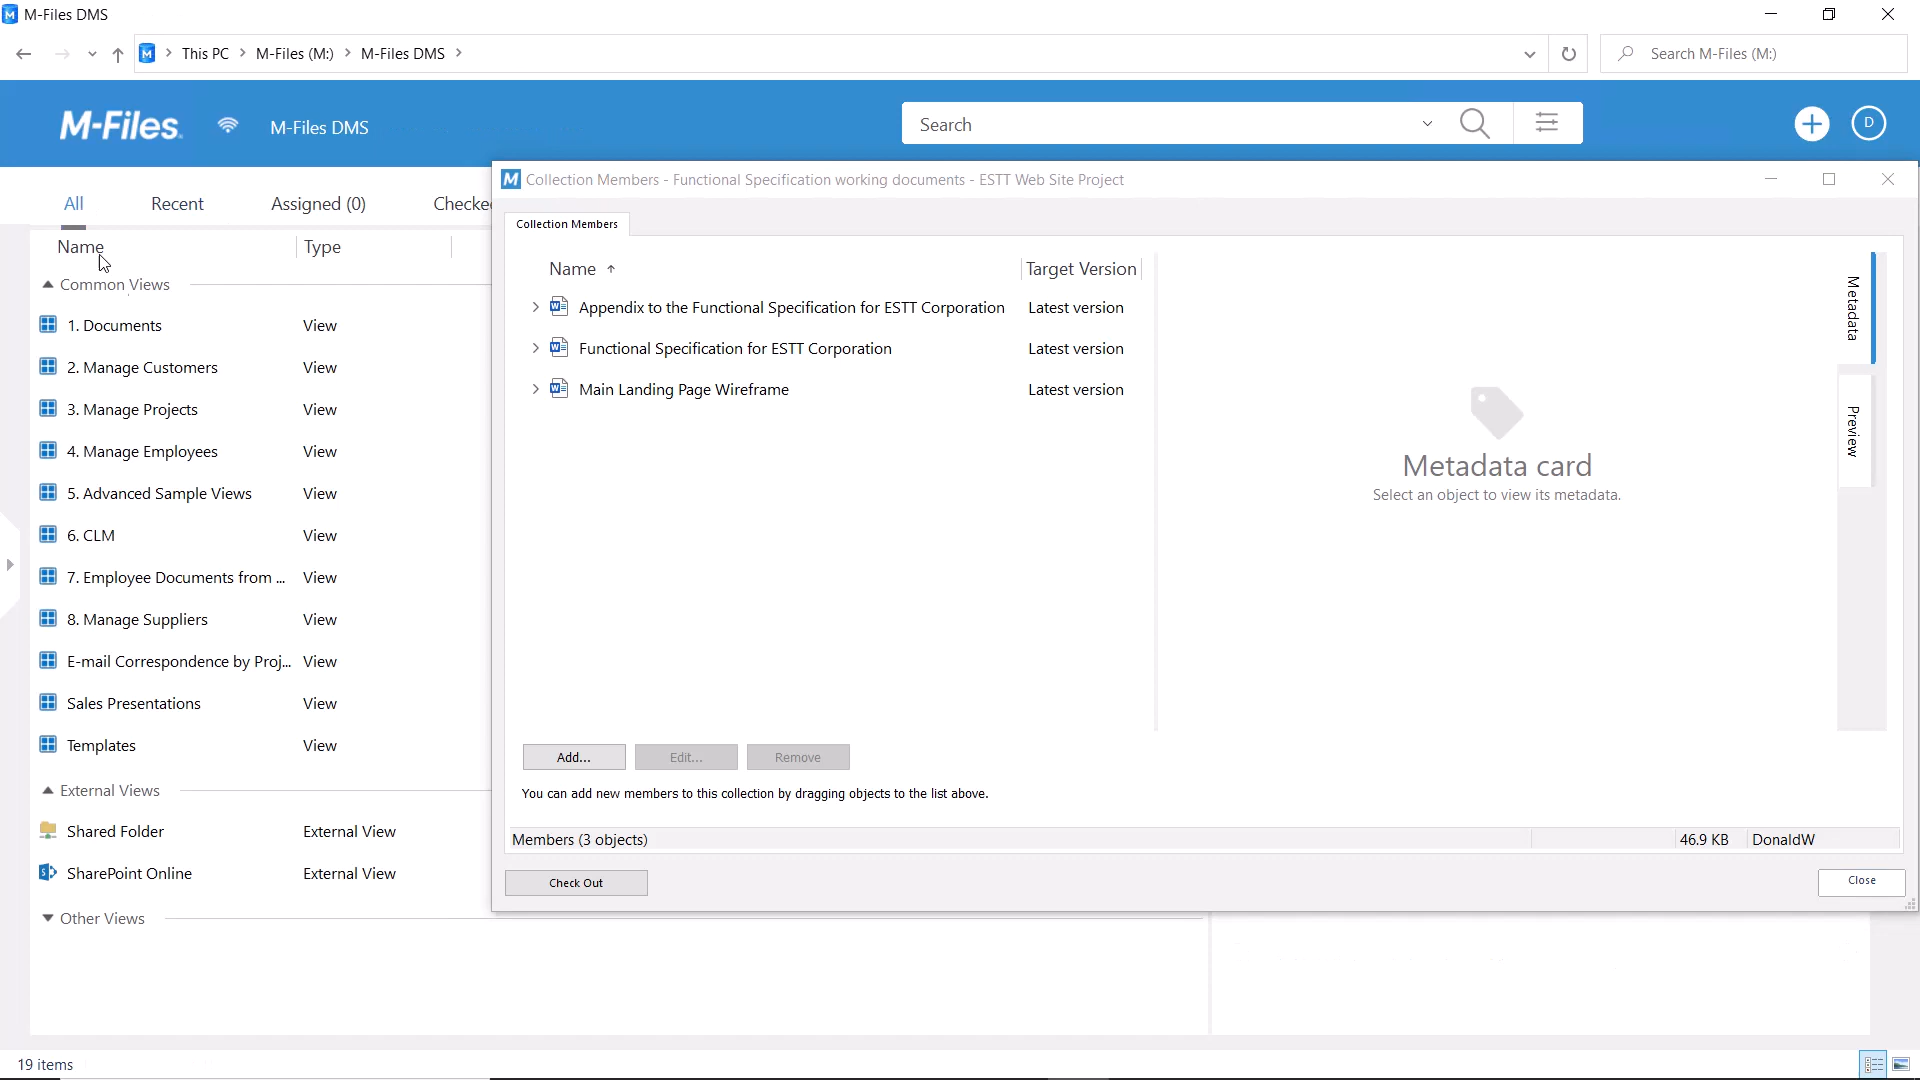 M-Files DMS
This PC > M-Files (M:) > M-Files DMS >
Search M-Files (M:)
M-Files.
M-Files DMS
Search
D
All
Recent
Assigned (0)
Name
Type
Common Views
1. Documents View
2. Manage Customers View
3. Manage Projects View
4. Manage Employees View
5. Advanced Sample Views View
6. CLM View
7. Employee Documents from ... View
8. Manage Suppliers View
E-mail Correspondence by Proj... View
Sales Presentations View
Templates View
External Views
Shared Folder External View
SharePoint Online External View
Other Views
19 items
Collection Members - Functional Specification working documents - ESTT Web Site Project
Collection Members
Name
Target Version
Appendix to the Functional Specification for ESTT Corporation Latest version
Functional Specification for ESTT Corporation Latest version
Main Landing Page Wireframe Latest version
Metadata card
Select an object to view its metadata.
Metadata
Preview
Add...
Edit...
Remove
You can add new members to this collection by dragging objects to the list above.
Members (3 objects)
46.9 KB
DonaldW
Check Out
Close